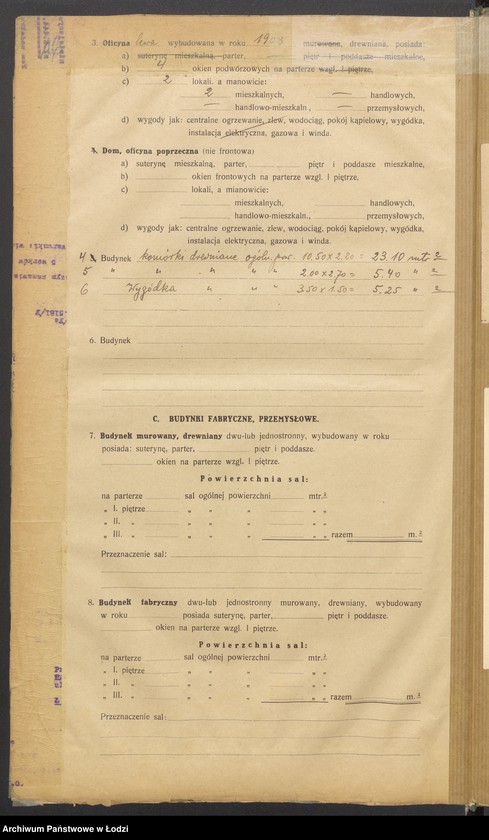 3. Oficyna wybudowana w roku 1903 murowana, drewniana, posiada:
a) suterynę mieszkalną, parter, piętr i poddasze mieszkalne,
b) 4 okien podwórzowych na parterze wzgl. I piętrze,
c) 2 lokali, a mianowicie:
2 mieszkalnych, — handlowych,
— handlowo-mieszkaln., — przemysłowych,
d) wygody jak: centralne ogrzewanie, zlew, wodociąg, pokój kąpielowy, wygódka,
instalacja elektryczna, gazowa i winda.
4. Dom, oficyna poprzeczna (nie frontowa)
a) suterynę mieszkalną, parter, piętr i poddasze mieszkalne,
b) okien frontowych na parterze wzgl. I piętrze,
c) lokali, a mianowicie:
mieszkalnych, handlowych,
handlowo-mieszkaln., przemysłowych,
d) wygody jak: centralne ogrzewanie, zlew, wodociąg, pokój kąpielowy, wygódka,
instalacja elektryczna, gazowa i winda.
4 Budynek komórki drewniane ogóln. par. 10,50 x 2,20 = 23.10 mtr 2
5 " " " " " 2,00 x 2,70 = 5.40 " 2
6 Wygódka " " " 3.50 x 1.50 = 5.25 " 2
6. Budynek
C. BUDYNKI FABRYCZNE, PRZEMYSŁOWE.
7. Budynek murowany, drewniany dwu-lub jednostronny, wybudowany w roku
posiada: suterynę, parter, piętr i poddasze.
okien na parterze wzgl. I piętrze.
Powierzchnia sal:
na parterze sal ogólnej powierzchni mtr.²
„ I. piętrze „ „ „ „ „
„ II. „ „ „ „ „ „
„ III. „ „ „ „ „ „ razem m.²
Przeznaczenie sal:
8. Budynek fabryczny dwu-lub jednostronny murowany, drewniany, wybudowany
w roku posiada suterynę, parter, piętr i poddasze.
okien na parterze wzgl. I piętrze.
Powierzchnia sal:
na parterze sal ogólnej powierzchni mtr.²
„ I. piętrze „ „ „ „ „
„ II. „ „ „ „ „ „
„ III. „ „ „ „ „ „ razem m.²
Przeznaczenie sal:
Archiwum Państwowe w Łodzi